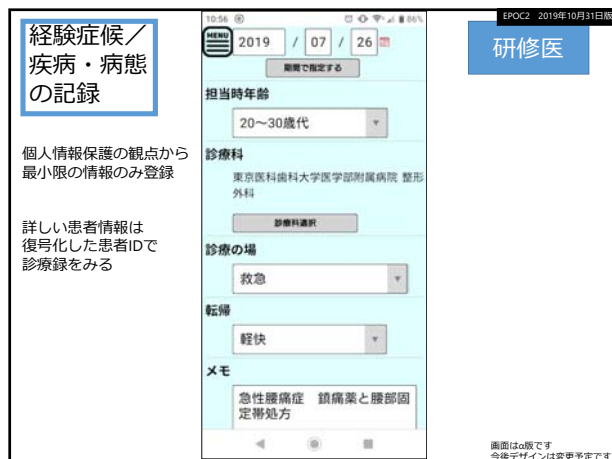 EPOC2 2019年10月31日版
経験症候／
疾病・病態
の記録
研修医
個人情報保護の観点から
最小限の情報のみ登録
詳しい患者情報は
復号化した患者IDで
診療録をみる
10:56
86%
MENU
2019 / 07 / 26
期間で指定する
担当時年齢
20～30歳代
診療科
東京医科歯科大学医学部附属病院 整形
外科
診療科選択
診療の場
救急
転帰
軽快
メモ
急性腰痛症　鎮痛薬と腰部固
定帯処方
画面はα版です
今後デザインは変更予定です